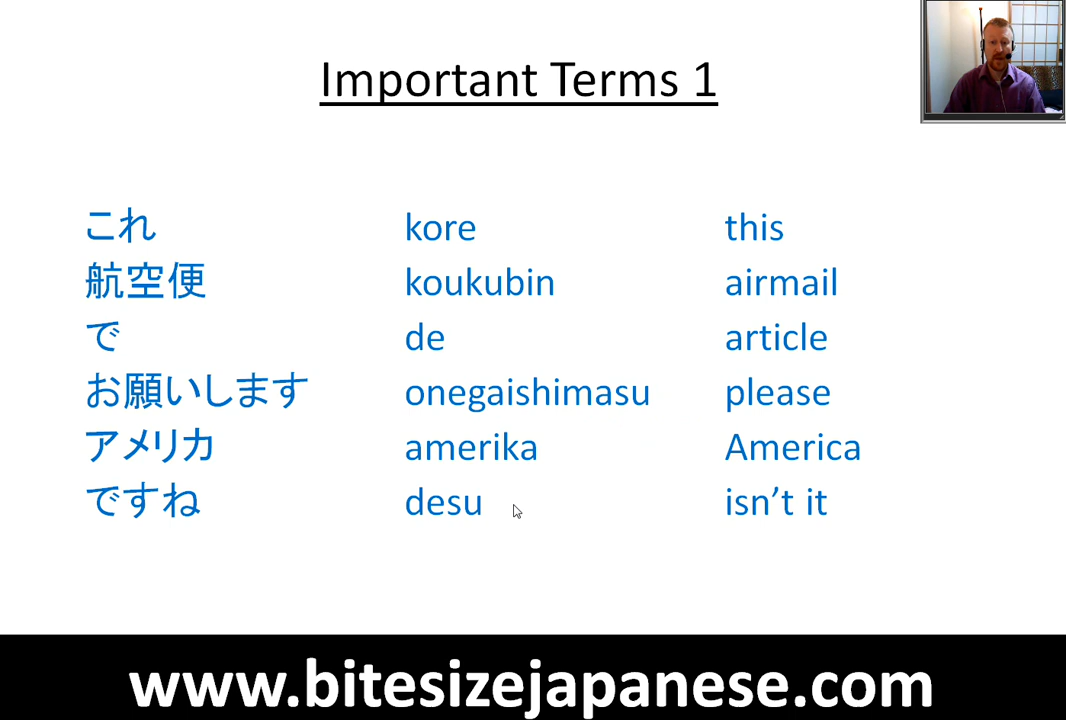 Important Terms 1
これ kore this
航空便 koukubin airmail
で de article
お願いします onegaishimasu please
アメリカ amerika America
ですね desu isn't it
www.bitesizejapanese.com